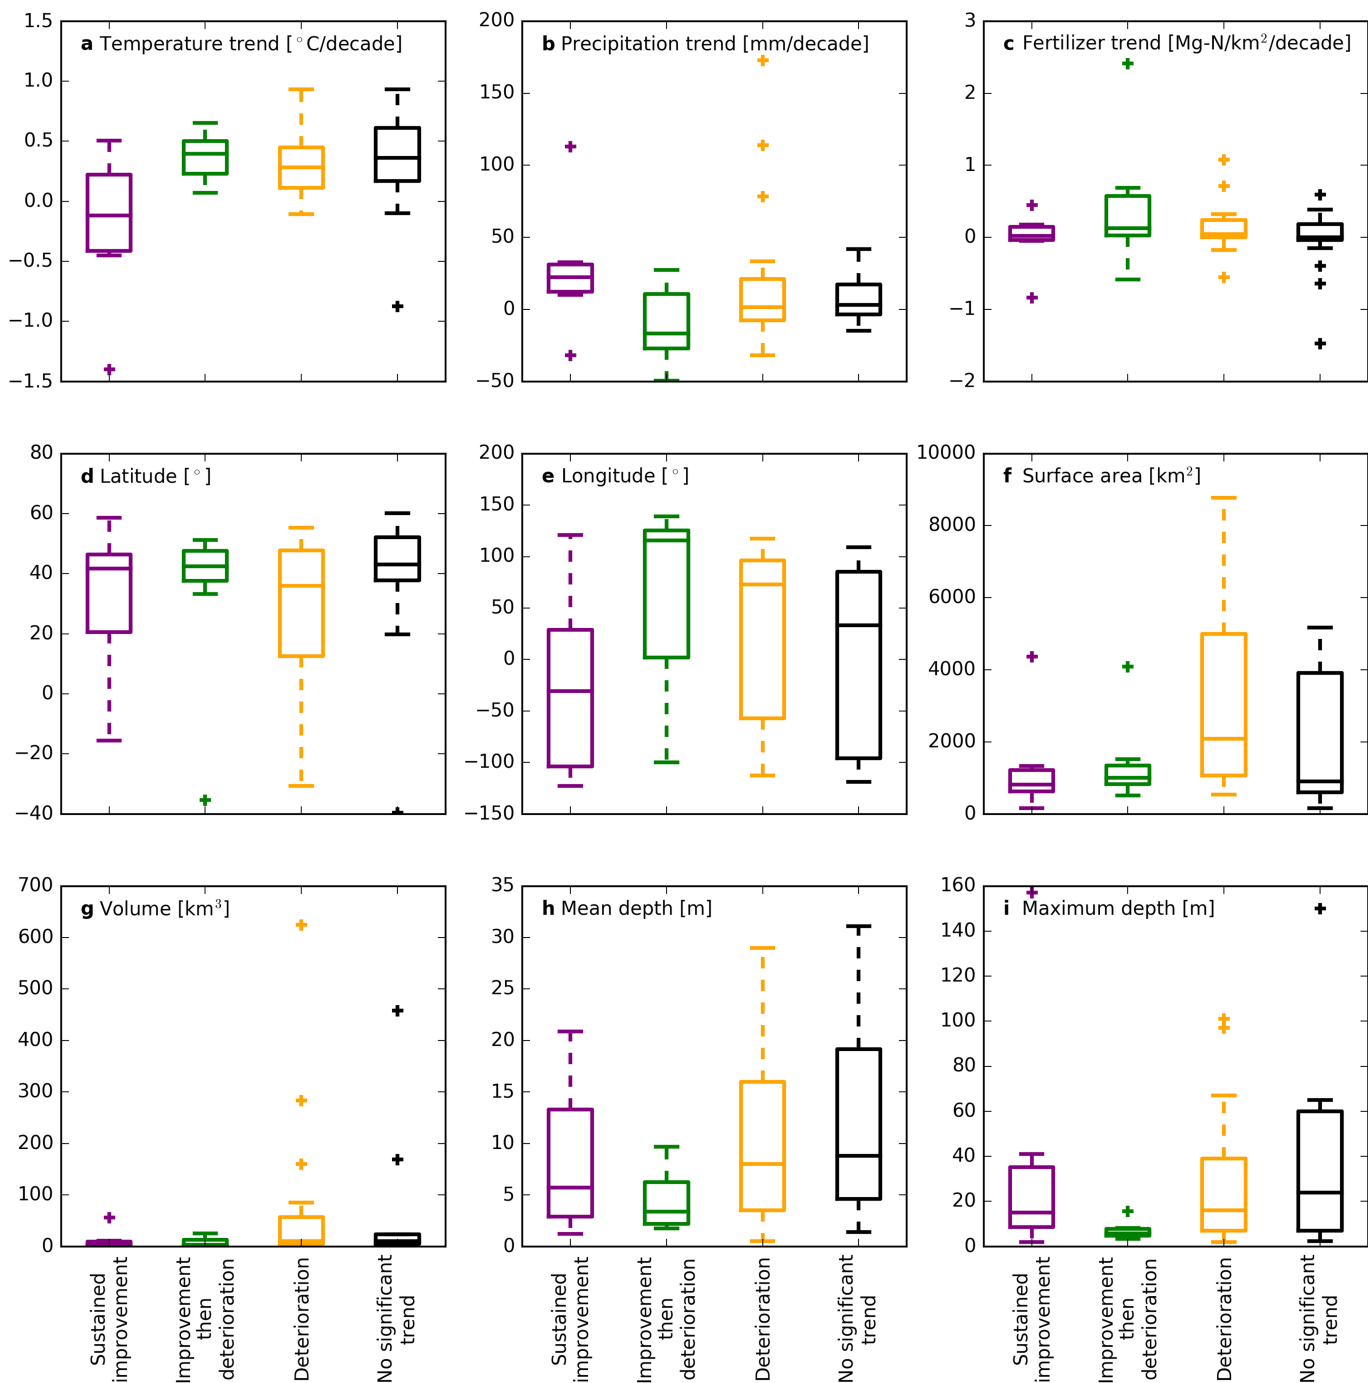 a Temperature trend [°C/decade]
1.5
1.0
0.5
0.0
−0.5
−1.0
−1.5
b Precipitation trend [mm/decade]
200
150
100
50
0
−50
c Fertilizer trend [Mg-N/km²/decade]
3
2
1
0
−1
−2
d Latitude [°]
80
60
40
20
0
−20
−40
e Longitude [°]
200
150
100
50
0
−50
−100
−150
f Surface area [km²]
10000
8000
6000
4000
2000
0
g Volume [km³]
700
600
500
400
300
200
100
0
h Mean depth [m]
35
30
25
20
15
10
5
0
i Maximum depth [m]
160
140
120
100
80
60
40
20
0
Sustained
improvement
Improvement
then
deterioration
Deterioration
No significant
trend
Sustained
improvement
Improvement
then
deterioration
Deterioration
No significant
trend
Sustained
improvement
Improvement
then
deterioration
Deterioration
No significant
trend